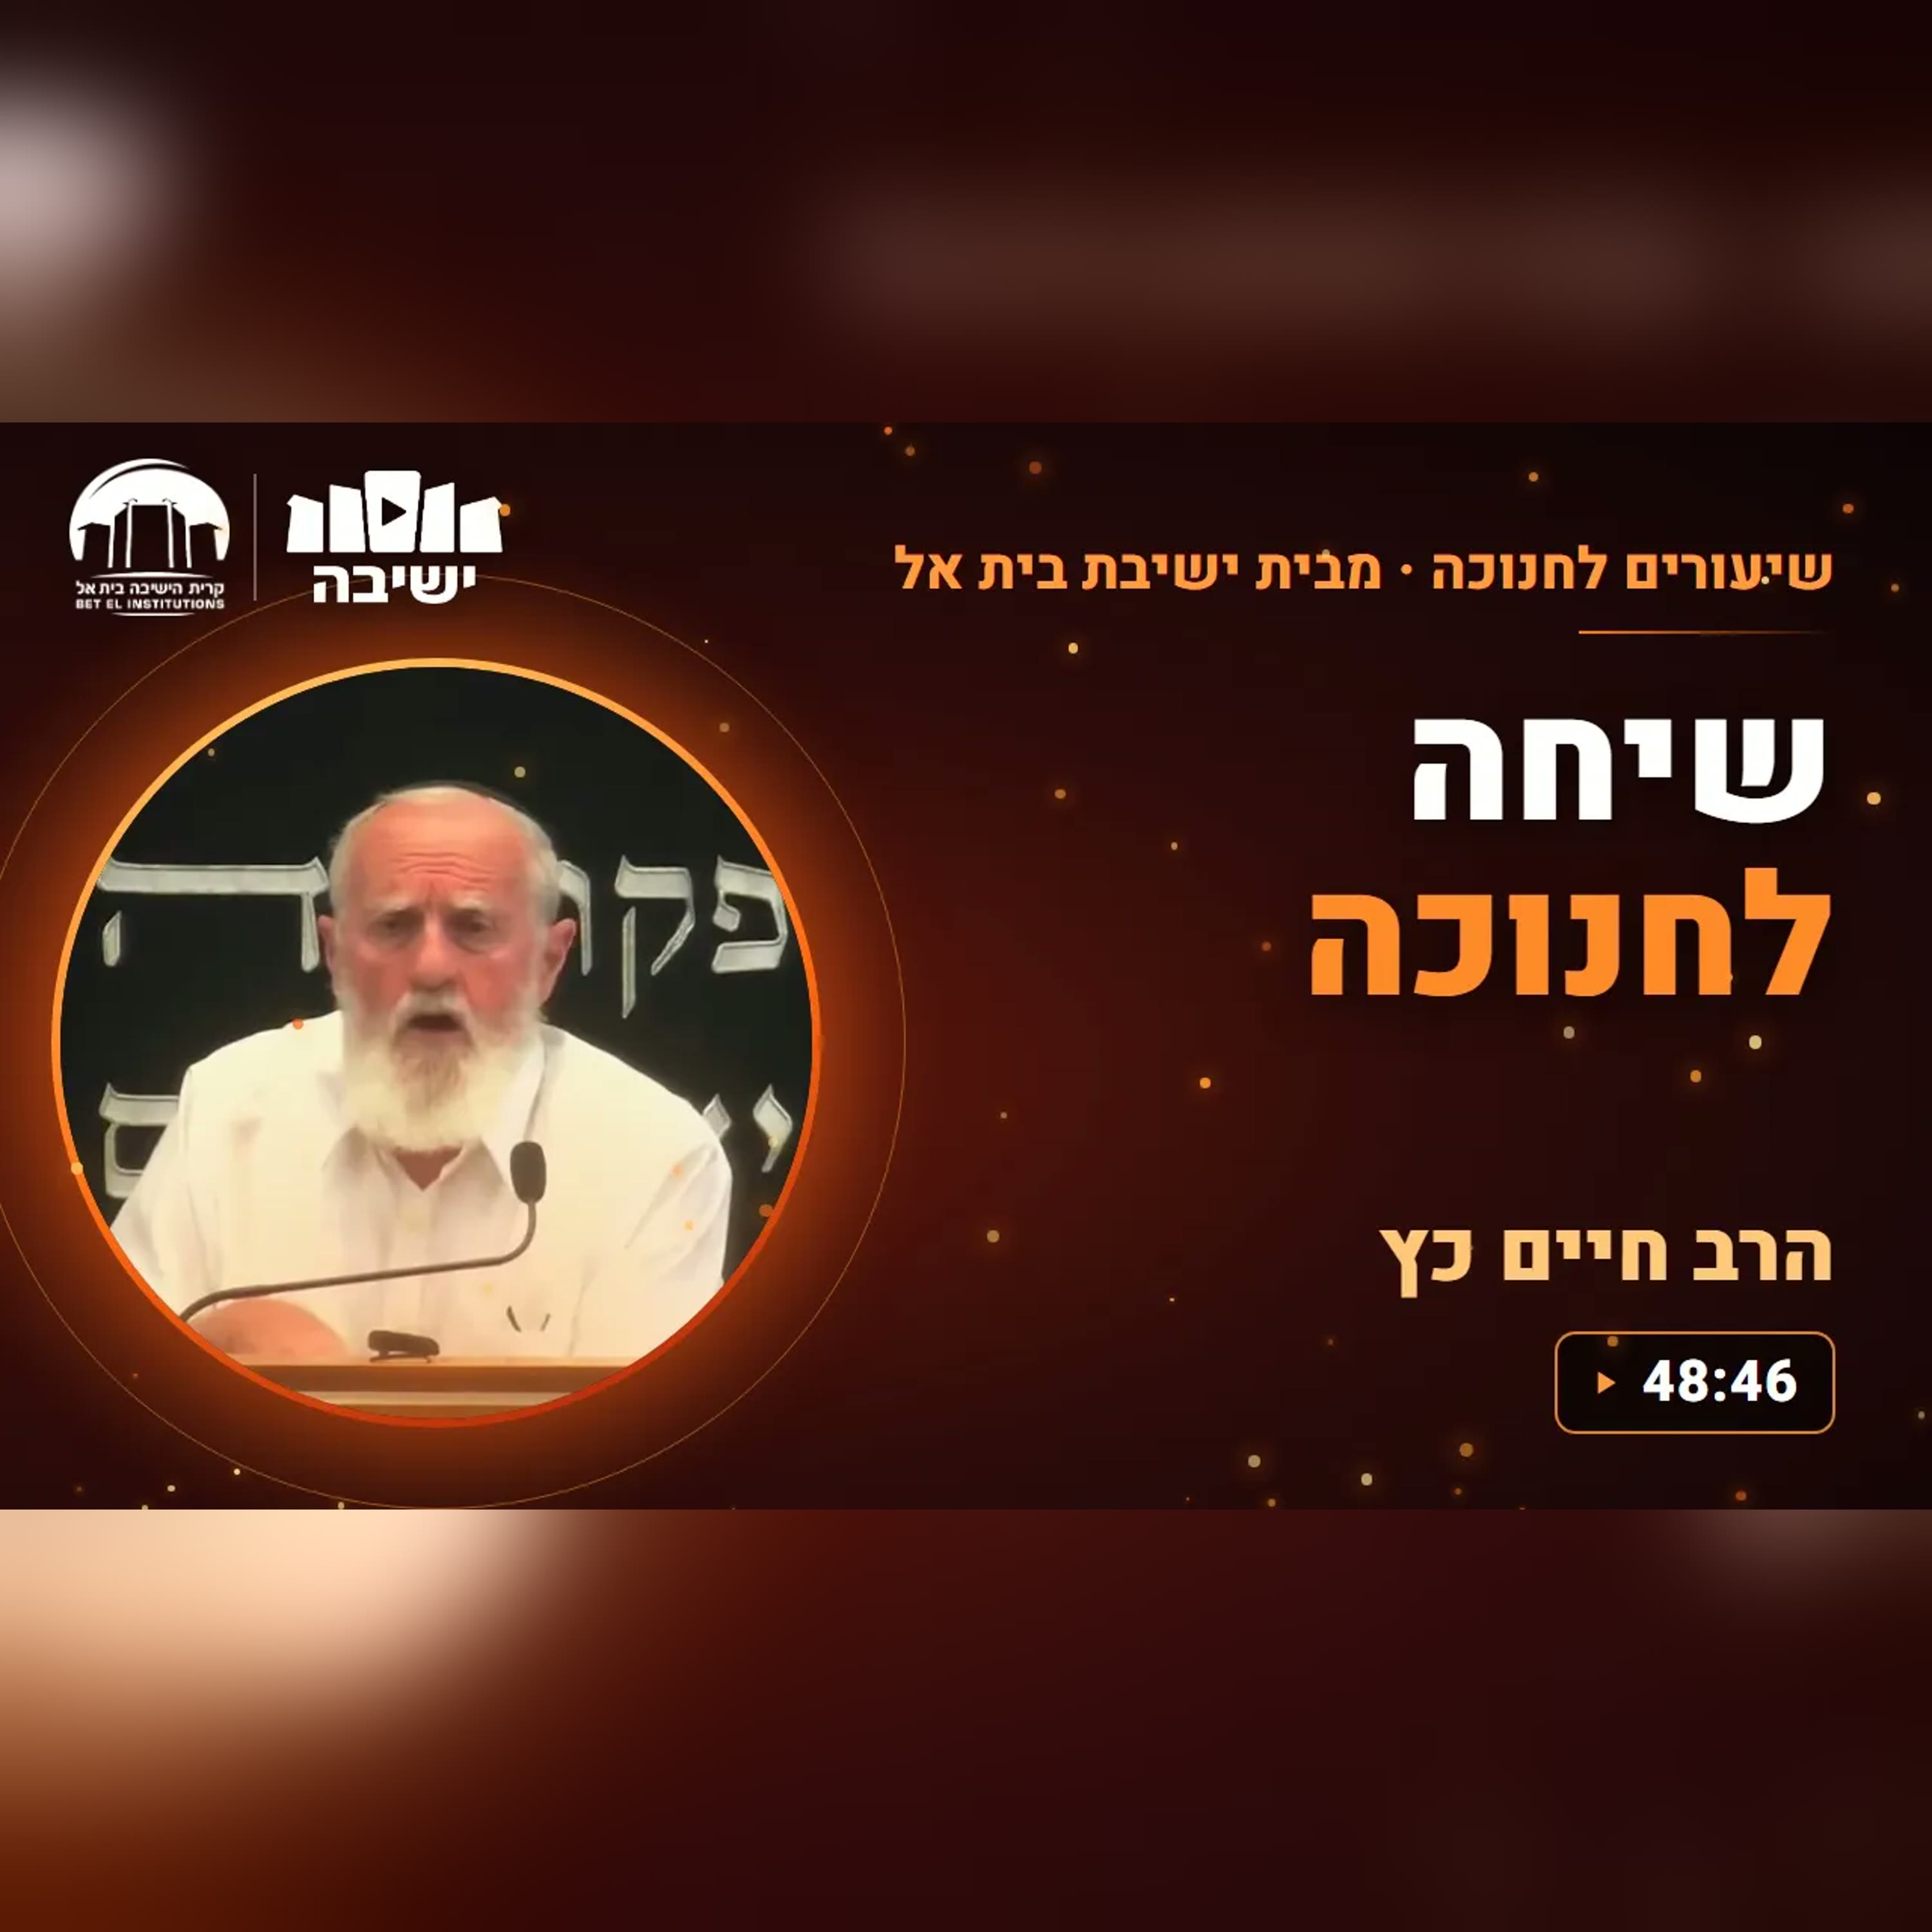 ישיבה
קרית הישיבה בית אל
BET EL INSTITUTIONS
שיעורים לחנוכה • מבית ישיבת בית אל
שיחה
לחנוכה
הרב חיים כץ
48:46